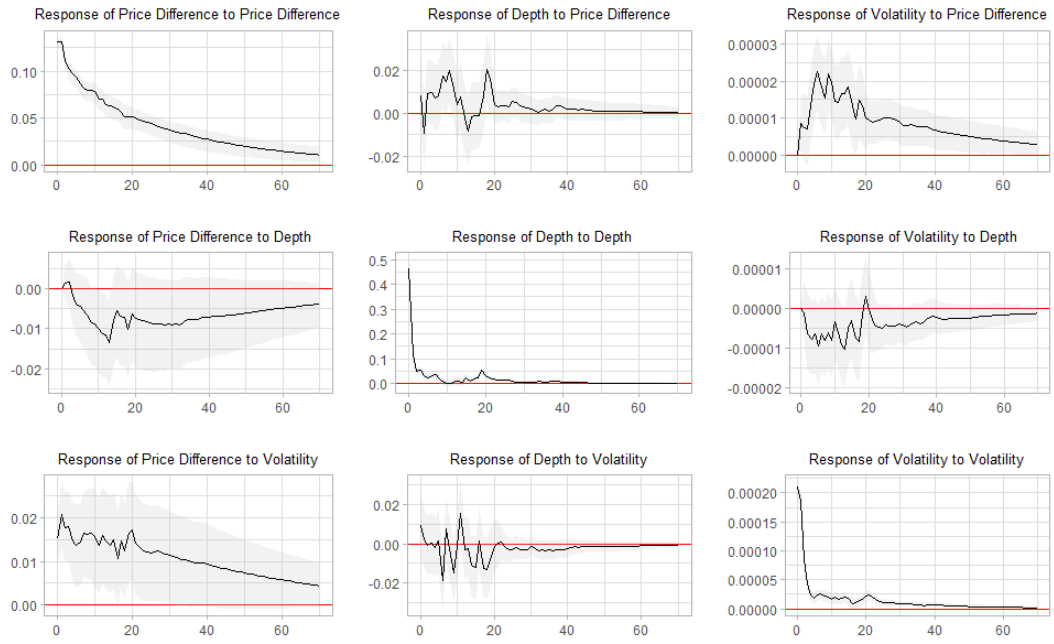 Response of Price Difference to Price Difference
0.10
0.05
0.00
0 20 40 60
Response of Depth to Price Difference
0.02
0.00
-0.02
0 20 40 60
Response of Volatility to Price Difference
0.00003
0.00002
0.00001
0.00000
0 20 40 60
Response of Price Difference to Depth
0.00
-0.01
-0.02
0 20 40 60
Response of Depth to Depth
0.5
0.4
0.3
0.2
0.1
0.0
0 20 40 60
Response of Volatility to Depth
0.00001
0.00000
-0.00001
-0.00002
0 20 40 60
Response of Price Difference to Volatility
0.02
0.01
0.00
0 20 40 60
Response of Depth to Volatility
0.02
0.00
-0.02
0 20 40 60
Response of Volatility to Volatility
0.00020
0.00015
0.00010
0.00005
0.00000
0 20 40 60